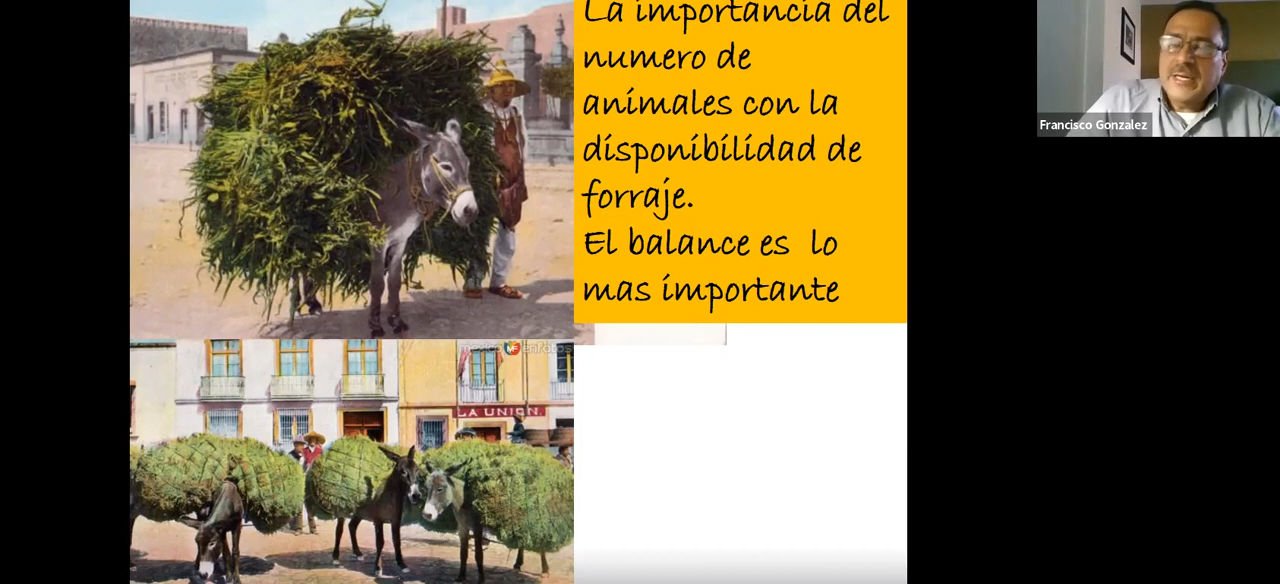 La importancia del
numero de
animales con la
disponibilidad de
forraje.
El balance es lo
mas importante
Francisco Gonzalez
mexicoenfotos
LA UNION.